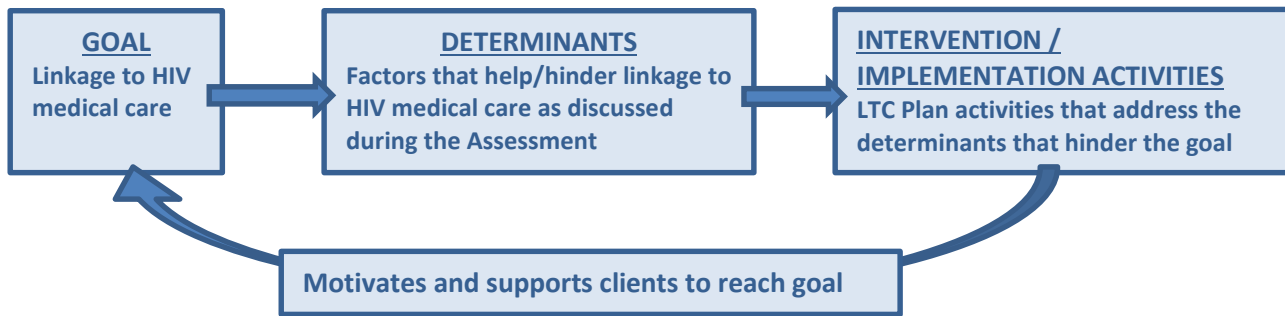 GOAL
Linkage to HIV
medical care
DETERMINANTS
Factors that help/hinder linkage to
HIV medical care as discussed
during the Assessment
INTERVENTION /
IMPLEMENTATION ACTIVITIES
LTC Plan activities that address the
determinants that hinder the goal
Motivates and supports clients to reach goal